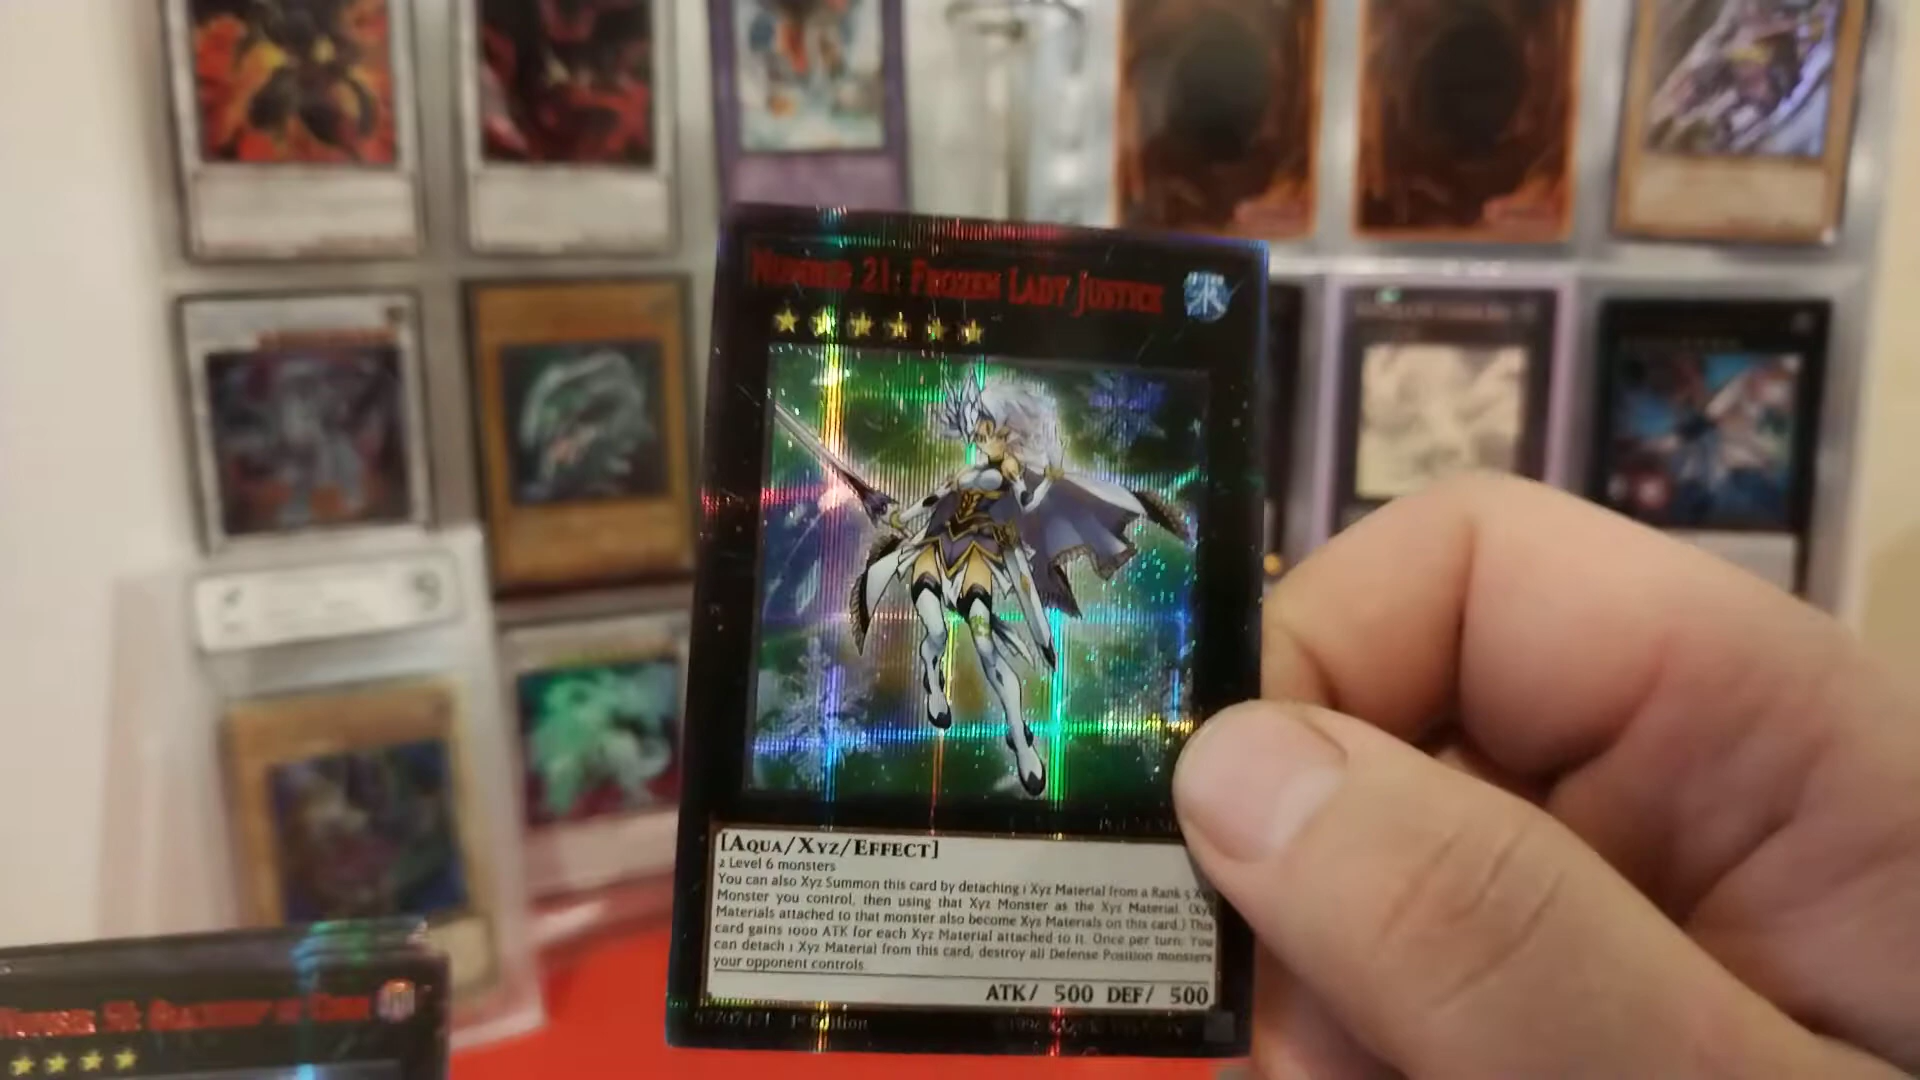 Number 21: Frozen Lady Justice
[Aqua/Xyz/Effect]
2 Level 6 monsters
You can also Xyz Summon this card by detaching 1 Xyz Material from a Rank 5 Xyz
Monster you control, then using that Xyz Monster as the Xyz Material. (Xyz
Materials attached to that monster also become Xyz Materials on this card.) This
card gains 1000 ATK for each Xyz Material attached to it. Once per turn: You
can detach 1 Xyz Material from this card, destroy all Defense Position monsters
your opponent controls.
ATK/ 500 DEF/ 500
57707471 1st Edition